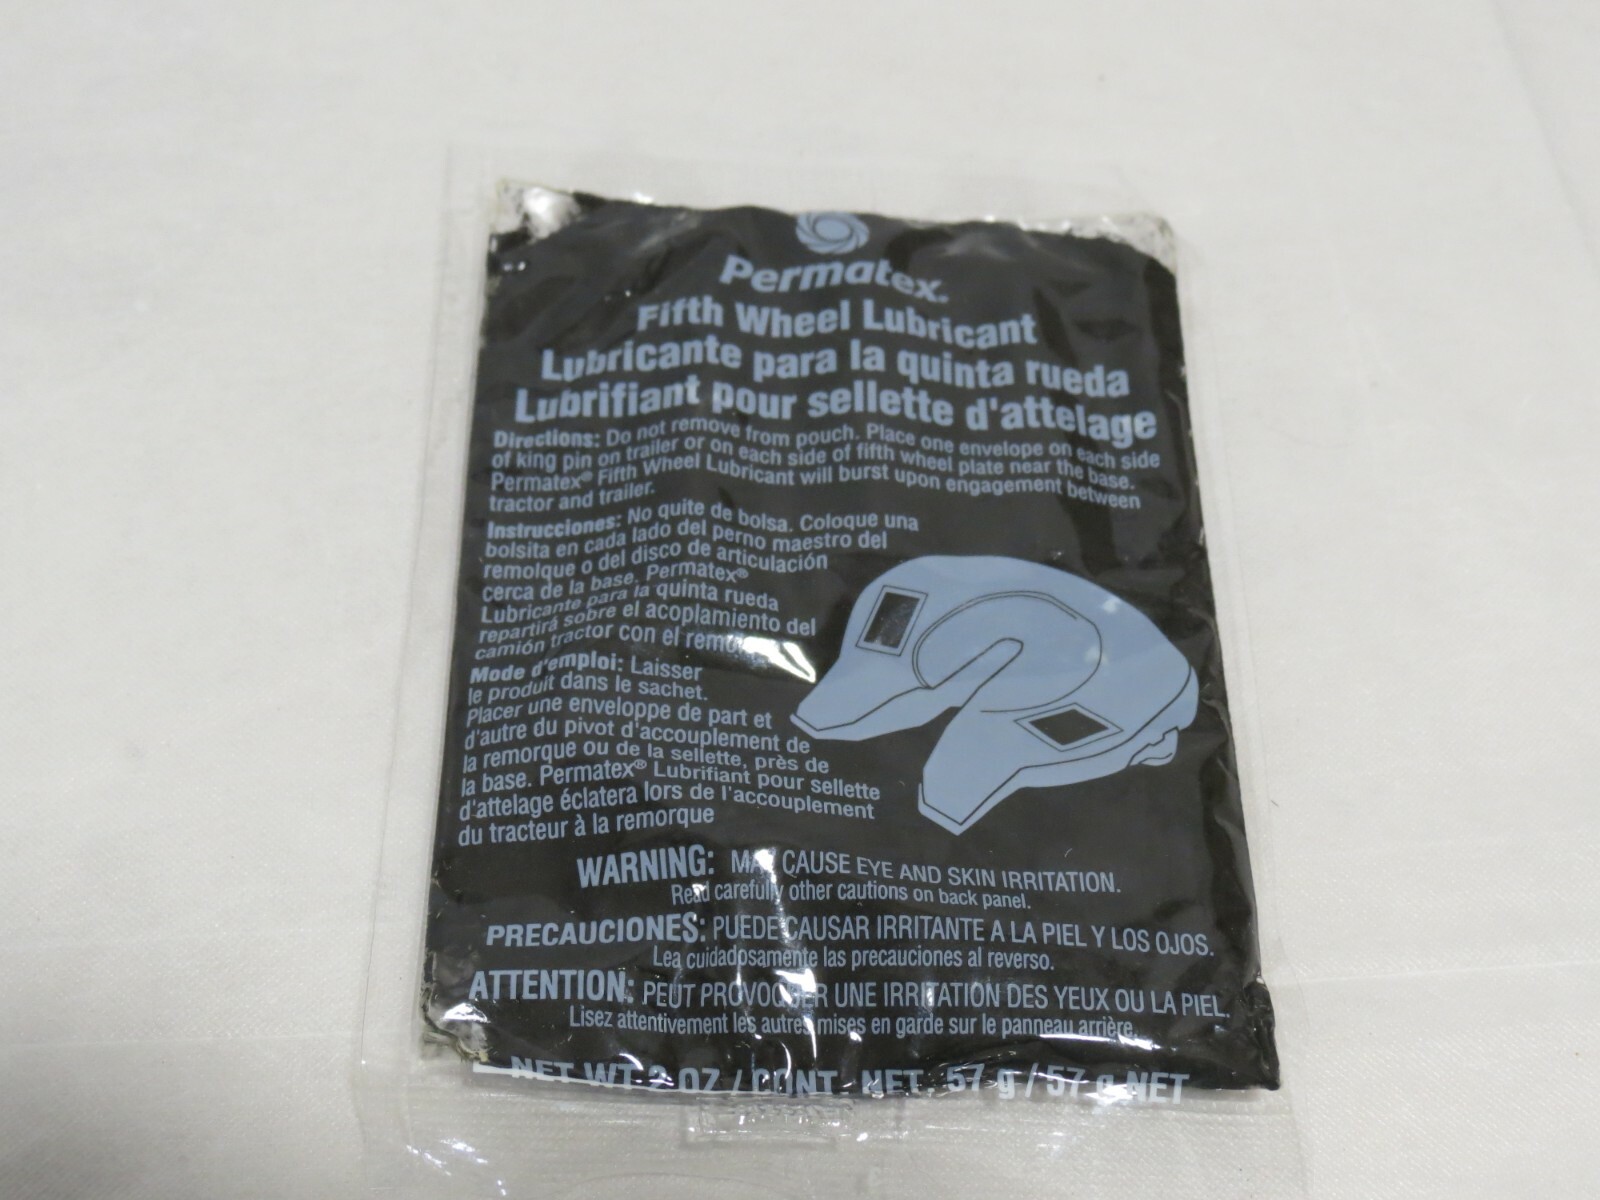 Permatex®
Fifth Wheel Lubricant
Lubricante para la quinta rueda
Lubrifiant pour sellette d'attelage
Directions: Do not remove from pouch. Place one envelope on each side
of king pin on trailer or on each side of fifth wheel plate near the base.
Permatex® Fifth Wheel Lubricant will burst upon engagement between
tractor and trailer.
Instrucciones: No quite de bolsa. Coloque una
bolsita en cada lado del perno maestro del
remolque o del disco de articulación
cerca de la base. Permatex®
Lubricante para la quinta rueda
repartirá sobre el acoplamiento del
camión tractor con el
Mode d'emploi: Laisser
le produit dans le sachet.
Placer une enveloppe de part et
d'autre du pivot d'accouplement de
la remorque ou de la sellette, près de
la base. Permatex® Lubrifiant pour sellette
d'attelage éclatera lors de l'accouplement
du tracteur à la remorque
WARNING: MAY CAUSE EYE AND SKIN IRRITATION.
Read carefully other cautions on back panel.
PRECAUCIONES: PUEDE CAUSAR IRRITANTE A LA PIEL Y LOS OJOS.
Lea cuidadosamente las precauciones al reverso.
ATTENTION: PEUT PROVOQUER UNE IRRITATION DES YEUX OU LA PIEL.
Lisez attentivement les autres mises en garde sur le panneau arrière.
NET WT 2 OZ / CONT. NET. 57 g / 57 g NET